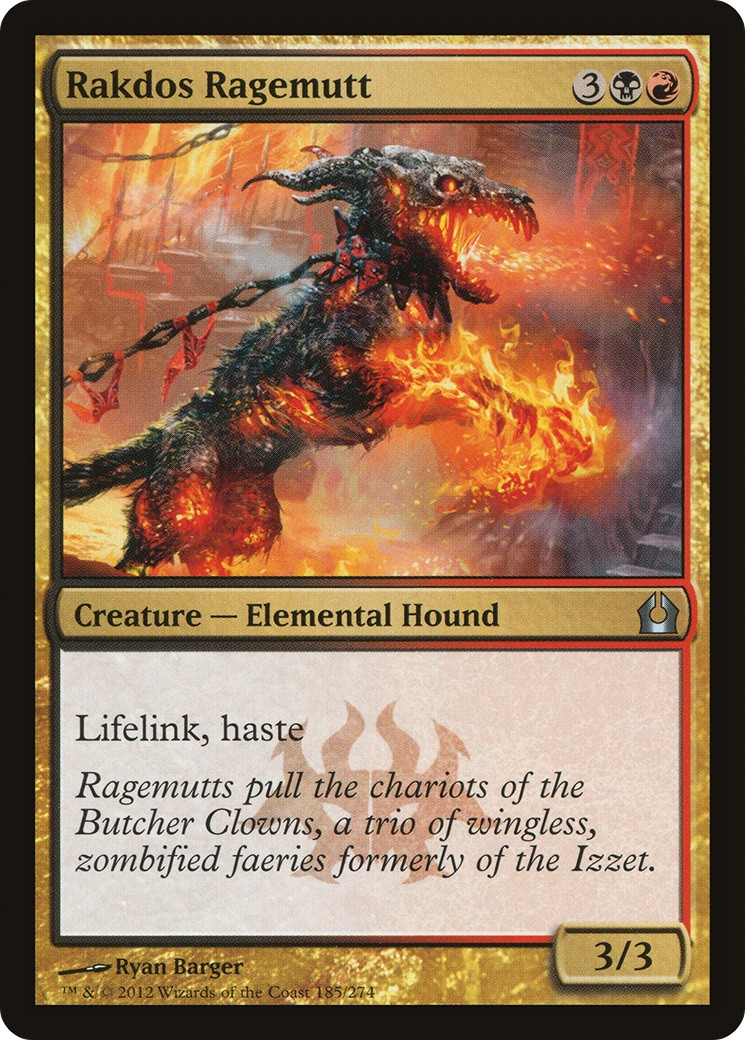 Rakdos Ragemutt 3
Creature — Elemental Hound
Lifelink, haste
Ragemutts pull the chariots of the
Butcher Clowns, a trio of wingless,
zombified faeries formerly of the Izzet.
3/3
Ryan Barger
™ & © 2012 Wizards of the Coast 185/274